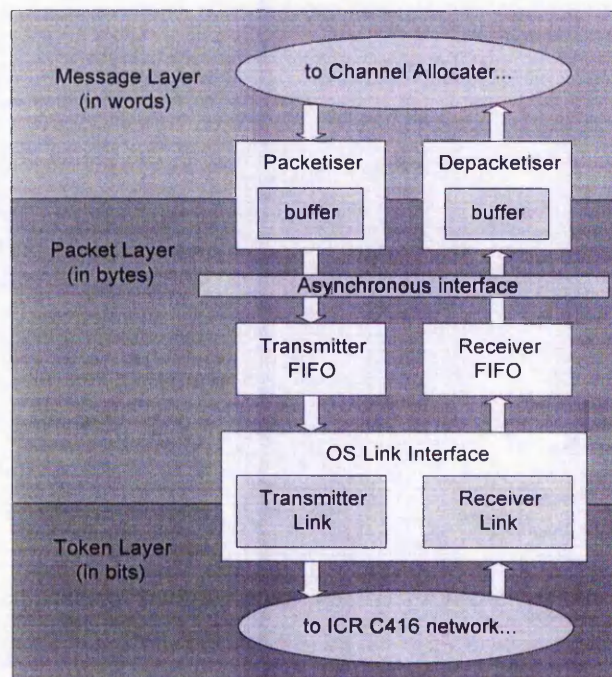 to Channel Allocater...
Message Layer
(in words)
Packetiser
Depacketiser
buffer
buffer
Packet Layer
(in bytes)
Asynchronous interface
Transmitter
FIFO
Receiver
FIFO
OS Link Interface
Transmitter
Link
Receiver
Link
Token Layer
(in bits)
to ICR C416 network...